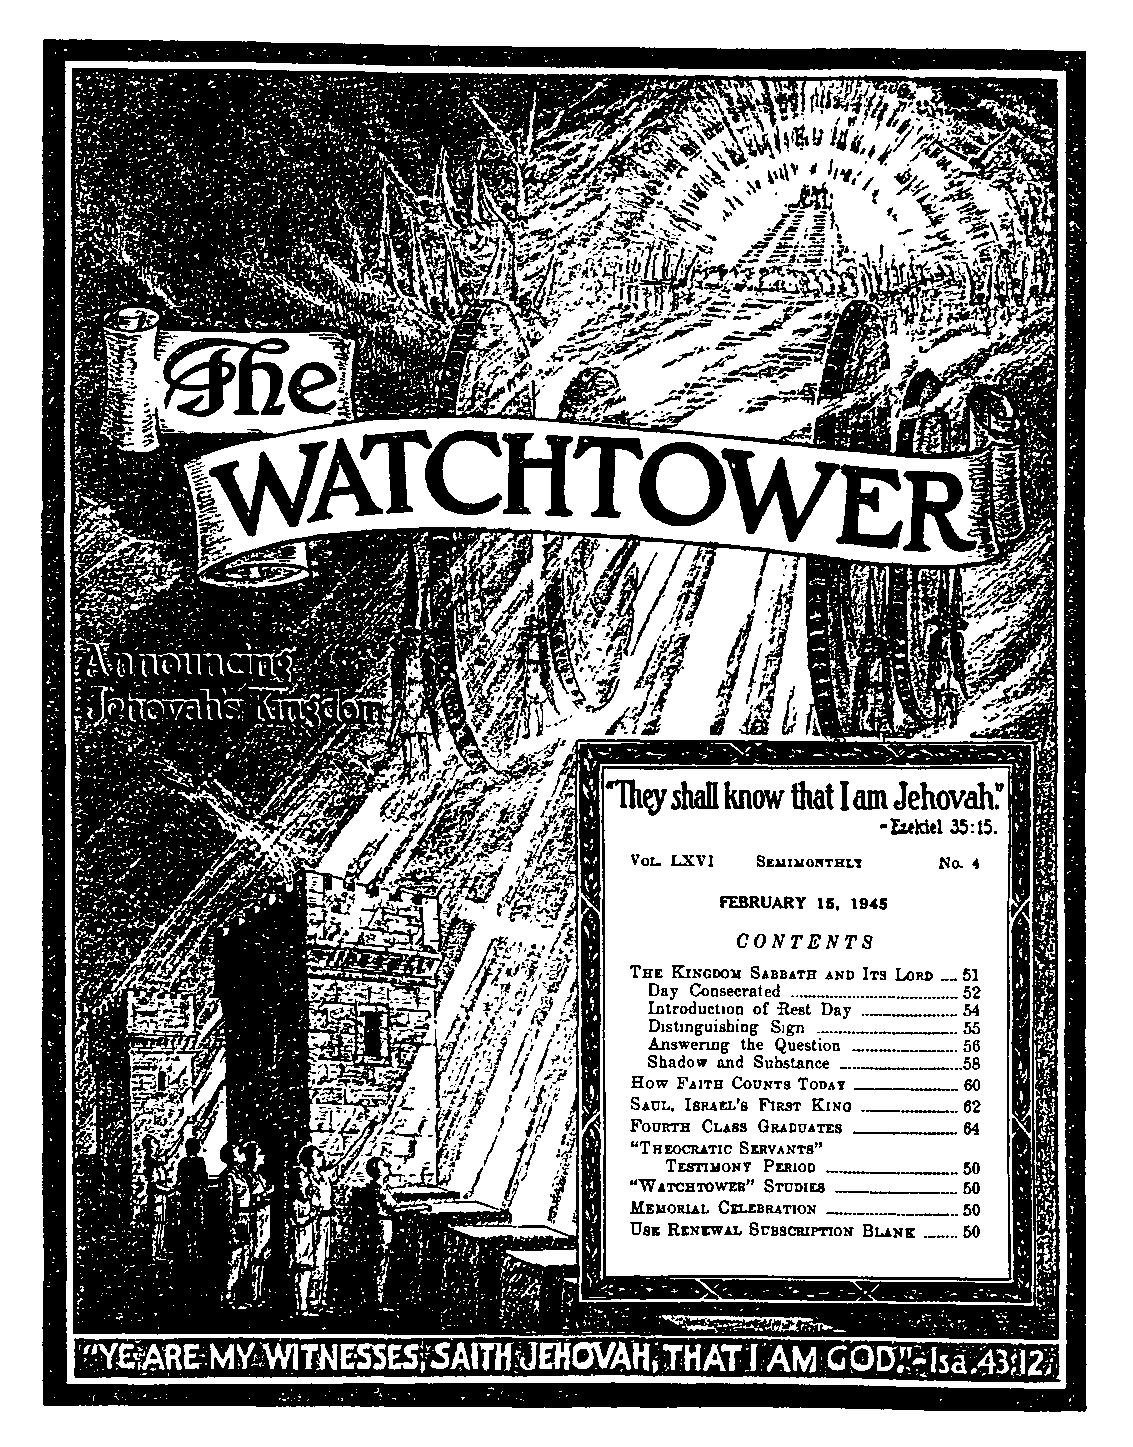 The
WATCHTOWER
Announcing
Jehovah's Kingdom
"They shall know that I am Jehovah."
- Ezekiel 35:15.
VOL. LXVI SEMIMONTHLY No. 4
FEBRUARY 15, 1945
CONTENTS
THE KINGDOM SABBATH AND ITS LORD .... 51
Day Consecrated .... 52
Introduction of Rest Day .... 54
Distinguishing Sign .... 55
Answering the Question .... 56
Shadow and Substance .... 58
HOW FAITH COUNTS TODAY .... 60
SAUL, ISRAEL'S FIRST KING .... 62
FOURTH CLASS GRADUATES .... 64
"THEOCRATIC SERVANTS"
TESTIMONY PERIOD .... 50
"WATCHTOWER" STUDIES .... 50
MEMORIAL CELEBRATION .... 50
USE RENEWAL SUBSCRIPTION BLANK .... 50
"YE ARE MY WITNESSES, SAITH JEHOVAH, THAT I AM GOD."-Isa. 43:12.